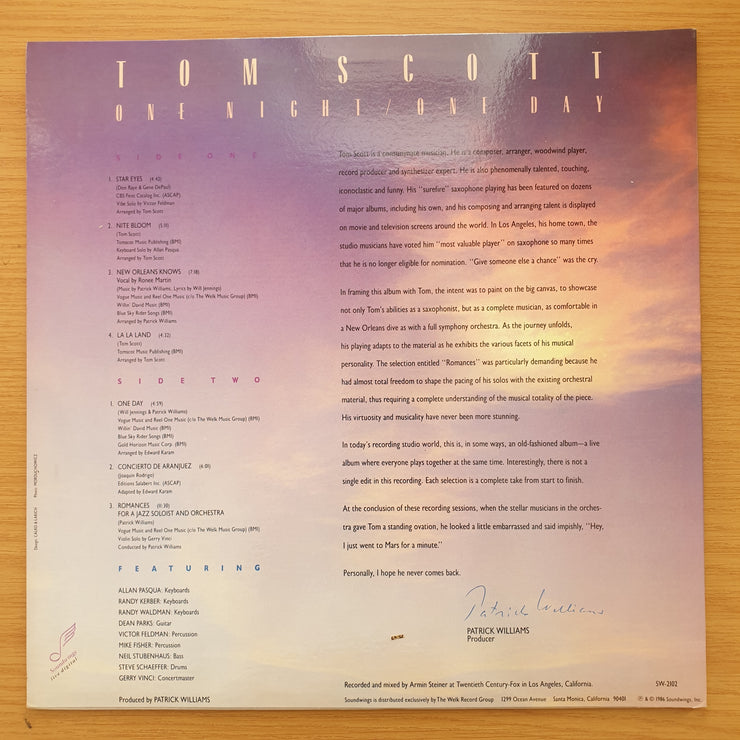 TOM SCOTT
ONE NIGHT/ONE DAY
SIDE ONE
1. STAR EYES (4:43)
(Don Raye & Gene DePaul)
CBS Feist Catalog Inc. (ASCAP)
Vibe Solo by Victor Feldman
Arranged by Tom Scott
2. NITE BLOOM (5:10)
(Tom Scott)
Tomscot Music Publishing (BMI)
Keyboard Solo by Allan Pasqua
Arranged by Tom Scott
3. NEW ORLEANS KNOWS (7:18)
Vocal by Ronee Martin
(Music by Patrick Williams, Lyrics by Will Jennings)
Vogue Music and Reel One Music (c/o The Welk Music Group) (BMI)
Willin' David Music (BMI)
Blue Sky Rider Songs (BMI)
Arranged by Patrick Williams
4. LA LA LAND (4:32)
(Tom Scott)
Tomscot Music Publishing (BMI)
Arranged by Tom Scott
SIDE TWO
1. ONE DAY (4:59)
(Will Jennings & Patrick Williams)
Vogue Music and Reel One Music (c/o The Welk Music Group) (BMI)
Willin' David Music (BMI)
Blue Sky Rider Songs (BMI)
Gold Horizon Music Corp. (BMI)
Arranged by Edward Karam
2. CONCIERTO DE ARANJUEZ (6:01)
(Joaquin Rodrigo)
Editions Salabert Inc. (ASCAP)
Adapted by Edward Karam
3. ROMANCES (11:30)
FOR A JAZZ SOLOIST AND ORCHESTRA
(Patrick Williams)
Vogue Music and Reel One Music (c/o The Welk Music Group) (BMI)
Violin Solo by Gerry Vinci
Conducted by Patrick Williams
FEATURING
ALLAN PASQUA: Keyboards
RANDY KERBER: Keyboards
RANDY WALDMAN: Keyboards
DEAN PARKS: Guitar
VICTOR FELDMAN: Percussion
MIKE FISHER: Percussion
NEIL STUBENHAUS: Bass
STEVE SCHAEFFER: Drums
GERRY VINCI: Concertmaster
Produced by PATRICK WILLIAMS
Tom Scott is a consummate musician. He is a composer, arranger, woodwind player,
record producer and synthesizer expert. He is also phenomenally talented, touching,
iconoclastic and funny. His "surefire" saxophone playing has been featured on dozens
of major albums, including his own, and his composing and arranging talent is displayed
on movie and television screens around the world. In Los Angeles, his home town, the
studio musicians have voted him "most valuable player" on saxophone so many times
that he is no longer eligible for nomination. "Give someone else a chance" was the cry.
In framing this album with Tom, the intent was to paint on the big canvas, to showcase
not only Tom's abilities as a saxophonist, but as a complete musician, as comfortable in
a New Orleans dive as with a full symphony orchestra. As the journey unfolds,
his playing adapts to the material as he exhibits the various facets of his musical
personality. The selection entitled "Romances" was particularly demanding because he
had almost total freedom to shape the pacing of his solos with the existing orchestral
material, thus requiring a complete understanding of the musical totality of the piece.
His virtuosity and musicality have never been more stunning.
In today's recording studio world, this is, in some ways, an old-fashioned album—a live
album where everyone plays together at the same time. Interestingly, there is not a
single edit in this recording. Each selection is a complete take from start to finish.
At the conclusion of these recording sessions, when the stellar musicians in the orches-
tra gave Tom a standing ovation, he looked a little embarrassed and said impishly, "Hey,
I just went to Mars for a minute."
Personally, I hope he never comes back.
Patrick Williams
PATRICK WILLIAMS
Producer
Recorded and mixed by Armin Steiner at Twentieth Century-Fox in Los Angeles, California.
SW-2102
Soundwings is distributed exclusively by The Welk Record Group 1299 Ocean Avenue Santa Monica, California 90401 ℗ & © 1986 Soundwings, Inc.
Soundwings
live digital